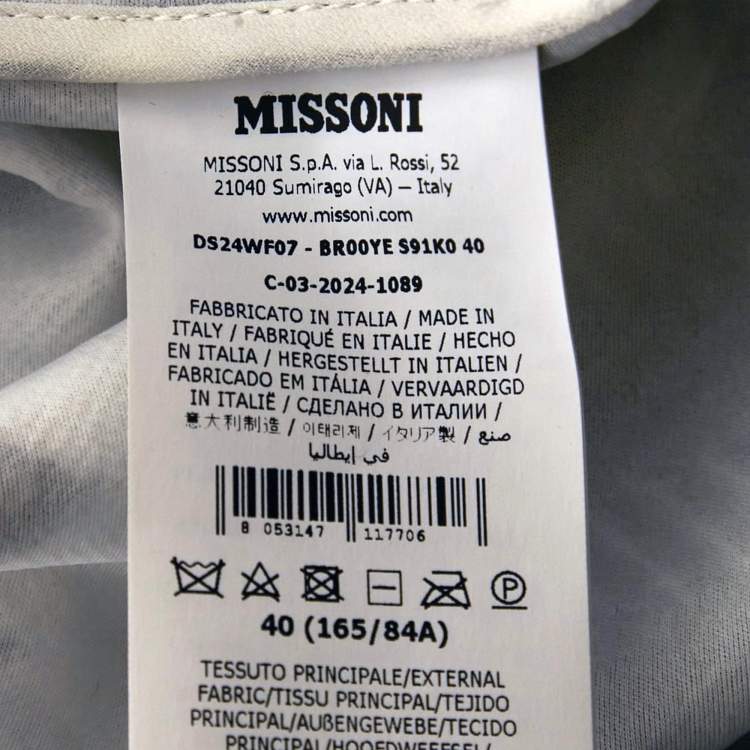 MISSONI
MISSONI S.p.A. via L. Rossi, 52
21040 Sumirago (VA) — Italy
www.missoni.com
DS24WF07 - BR00YE S91K0 40
C-03-2024-1089
FABBRICATO IN ITALIA / MADE IN
ITALY / FABRIQUÉ EN ITALIE / HECHO
EN ITALIA / HERGESTELLT IN ITALIEN /
FABRICADO EM ITÁLIA / VERVAARDIGD
IN ITALIË / СДЕЛАНО В ИТАЛИИ /
意大利制造 / 이태리제 / イタリア製 / صنع
في إيطاليا
8 053147 117706
40 (165/84A)
TESSUTO PRINCIPALE/EXTERNAL
FABRIC/TISSU PRINCIPAL/TEJIDO
PRINCIPAL/AUßENGEWEBE/TECIDO
PRINCIPAL/HOOFDWEEFSEL/